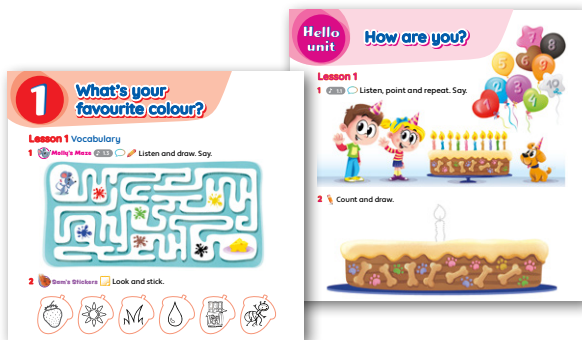 Hello
unit
How are you?
Lesson 1
1 Listen, point and repeat. Say.
2 Count and draw.
1
What's your
favourite colour?
Lesson 1 Vocabulary
1 Molly's Maze Listen and draw. Say.
2 Sam's Stickers Look and stick.